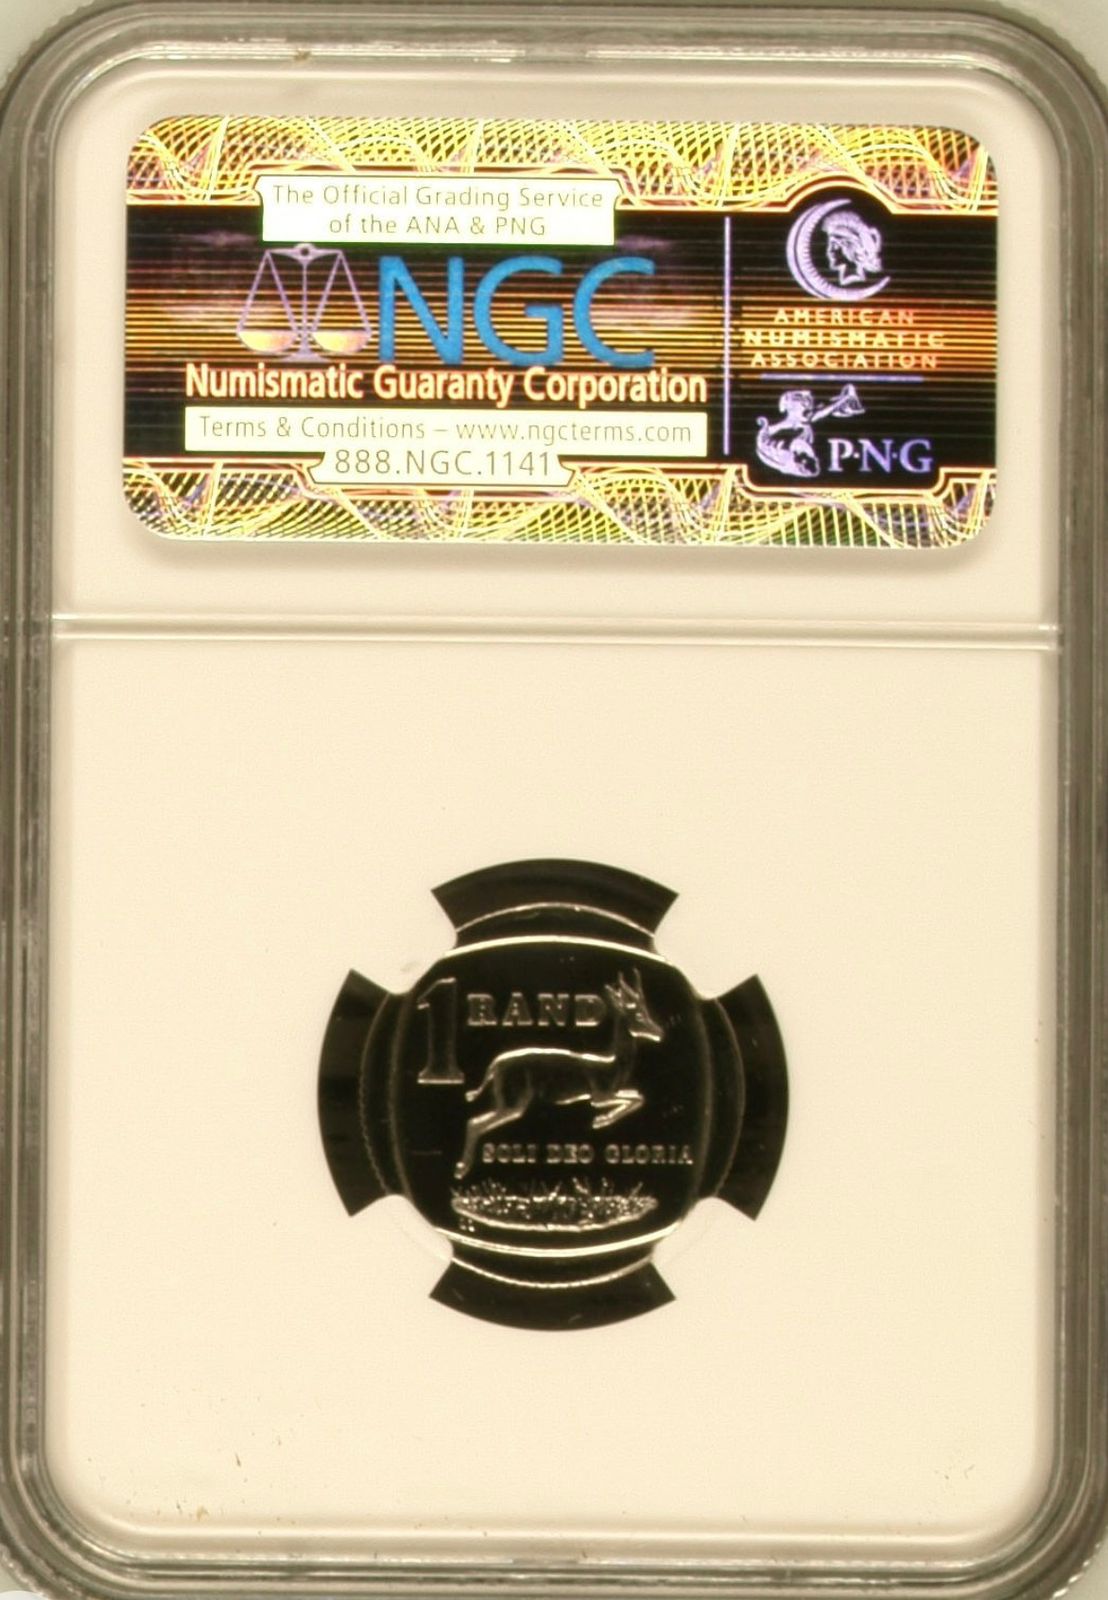 The Official Grading Service
of the ANA & PNG
NGC
Numismatic Guaranty Corporation
Terms & Conditions – www.ngcterms.com
888.NGC.1141
AMERICAN
NUMISMATIC
ASSOCIATION
P·N·G
1 RAND
SOLI DEO GLORIA